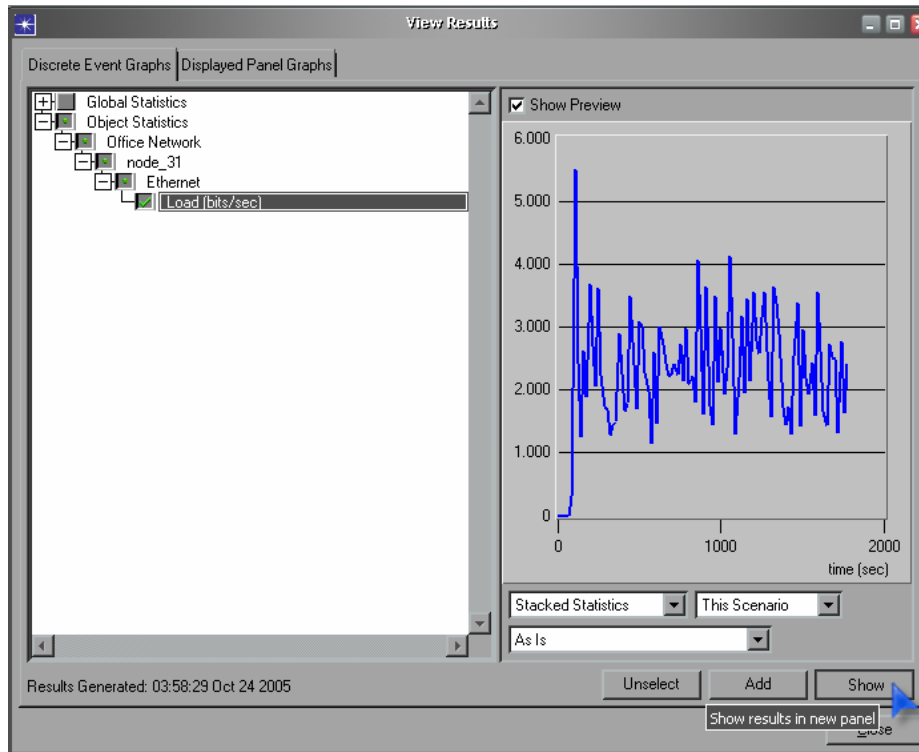 View Results
Discrete Event Graphs
Displayed Panel Graphs
Global Statistics
Object Statistics
Office Network
node_31
Ethernet
Load (bits/sec)
Show Preview
6.000
5.000
4.000
3.000
2.000
1.000
0
0 1000 2000
time (sec)
Stacked Statistics
This Scenario
As Is
Results Generated: 03:58:29 Oct 24 2005
Unselect
Add
Show
Show results in new panel
Close